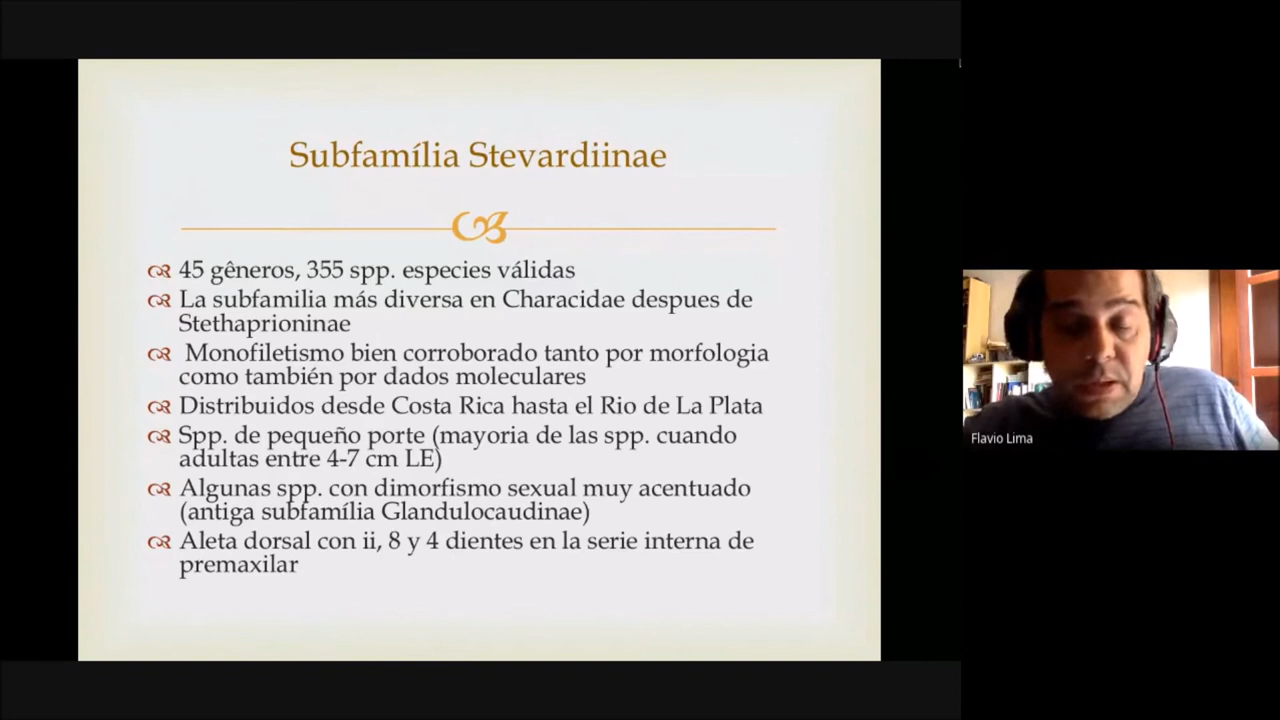 Subfamília Stevardiinae
45 gêneros, 355 spp. especies válidas
La subfamilia más diversa en Characidae despues de
Stethaprioninae
Monofiletismo bien corroborado tanto por morfologia
como también por dados moleculares
Distribuidos desde Costa Rica hasta el Rio de La Plata
Spp. de pequeño porte (mayoria de las spp. cuando
adultas entre 4-7 cm LE)
Algunas spp. con dimorfismo sexual muy acentuado
(antiga subfamília Glandulocaudinae)
Aleta dorsal con ii, 8 y 4 dientes en la serie interna de
premaxilar
Flavio Lima